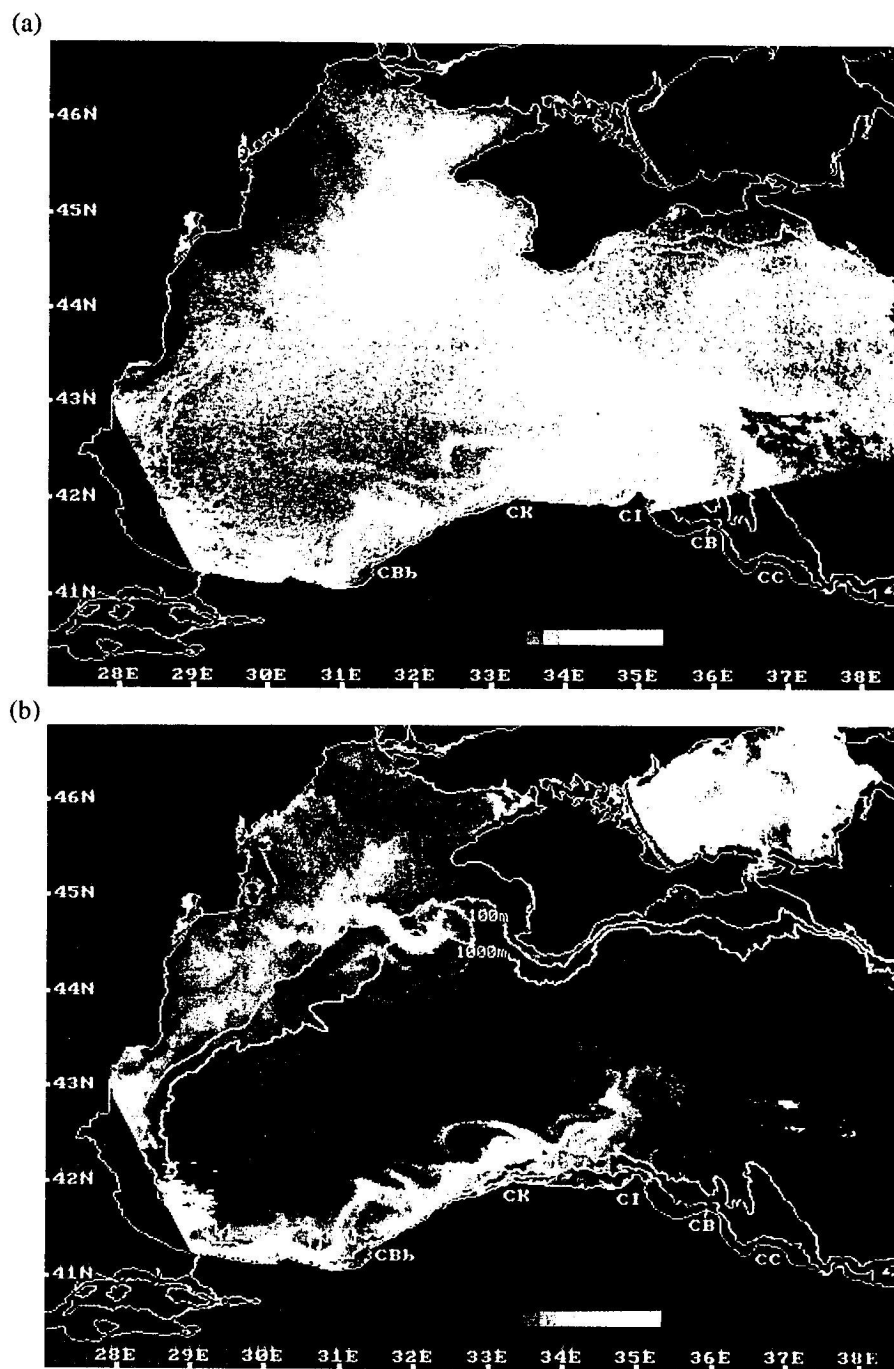 (a)
46N
45N
44N
43N
42N
41N
CK
CI
CB
CBb
CC
28E 29E 30E 31E 32E 33E 34E 35E 36E 37E 38E
(b)
46N
45N
100m
1000m
44N
43N
42N
41N
CK
CI
CB
CBb
CC
28E 29E 30E 31E 32E 33E 34E 35E 36E 37E 38E